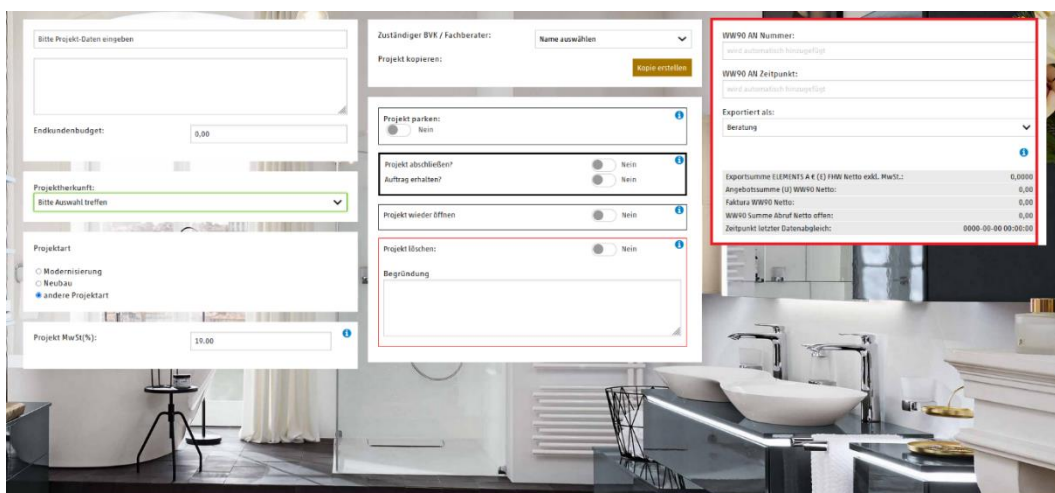 Bitte Projekt-Daten eingeben
Endkundenbudget:
0,00
Projektherkunft:
Bitte Auswahl treffen
Projektart
Modernisierung
Neubau
andere Projektart
Projekt MwSt(%):
19.00
Zuständiger BVK / Fachberater:
Name auswählen
Projekt kopieren:
Kopie erstellen
Projekt parken:
Nein
Projekt abschließen?
Nein
Auftrag erhalten?
Nein
Projekt wieder öffnen
Nein
Projekt löschen:
Nein
Begründung
WW90 AN Nummer:
wird automatisch hinzugefügt
WW90 AN Zeitpunkt:
wird automatisch hinzugefügt
Exportiert als:
Beratung
Exportsumme ELEMENTS A € (E) FHW Netto exkl. MwSt.: 0,0000
Angebotssumme (U) WW90 Netto: 0,00
Faktura WW90 Netto: 0,00
WW90 Summe Abruf Netto offen: 0,00
Zeitpunkt letzter Datenabgleich: 0000-00-00 00:00:00